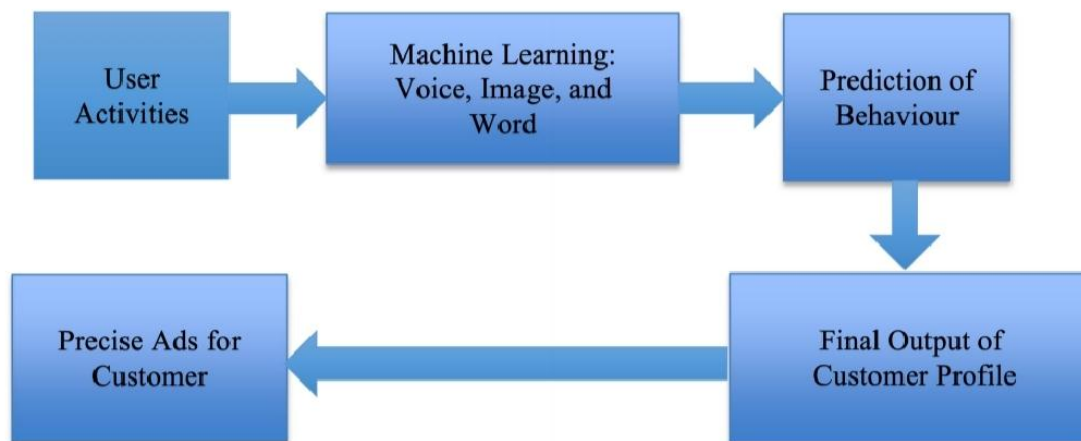 User
Activities
Machine Learning:
Voice, Image, and
Word
Prediction of
Behaviour
Final Output of
Customer Profile
Precise Ads for
Customer